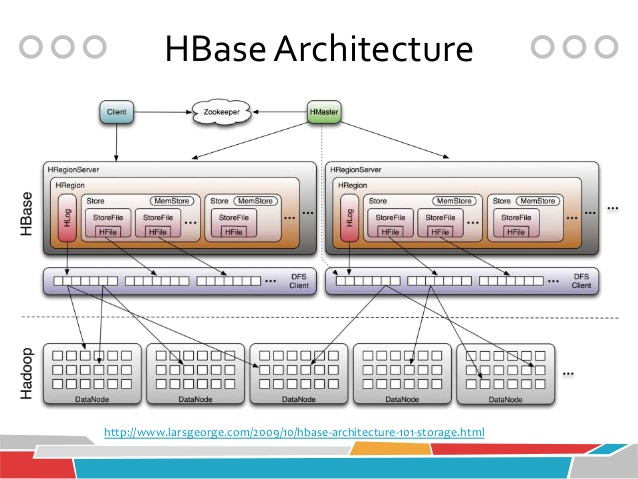 HBase Architecture
Client
Zookeeper
HMaster
HBase
HRegionServer
HRegion
HLog
Store
MemStore
StoreFile
HFile
StoreFile
HFile
...
Store
MemStore
StoreFile
HFile
...
...
HRegionServer
HRegion
HLog
Store
MemStore
StoreFile
HFile
StoreFile
HFile
...
Store
MemStore
StoreFile
HFile
...
...
...
... DFS Client
... DFS Client
Hadoop
DataNode
DataNode
DataNode
DataNode
DataNode
...
http://www.larsgeorge.com/2009/10/hbase-architecture-101-storage.html